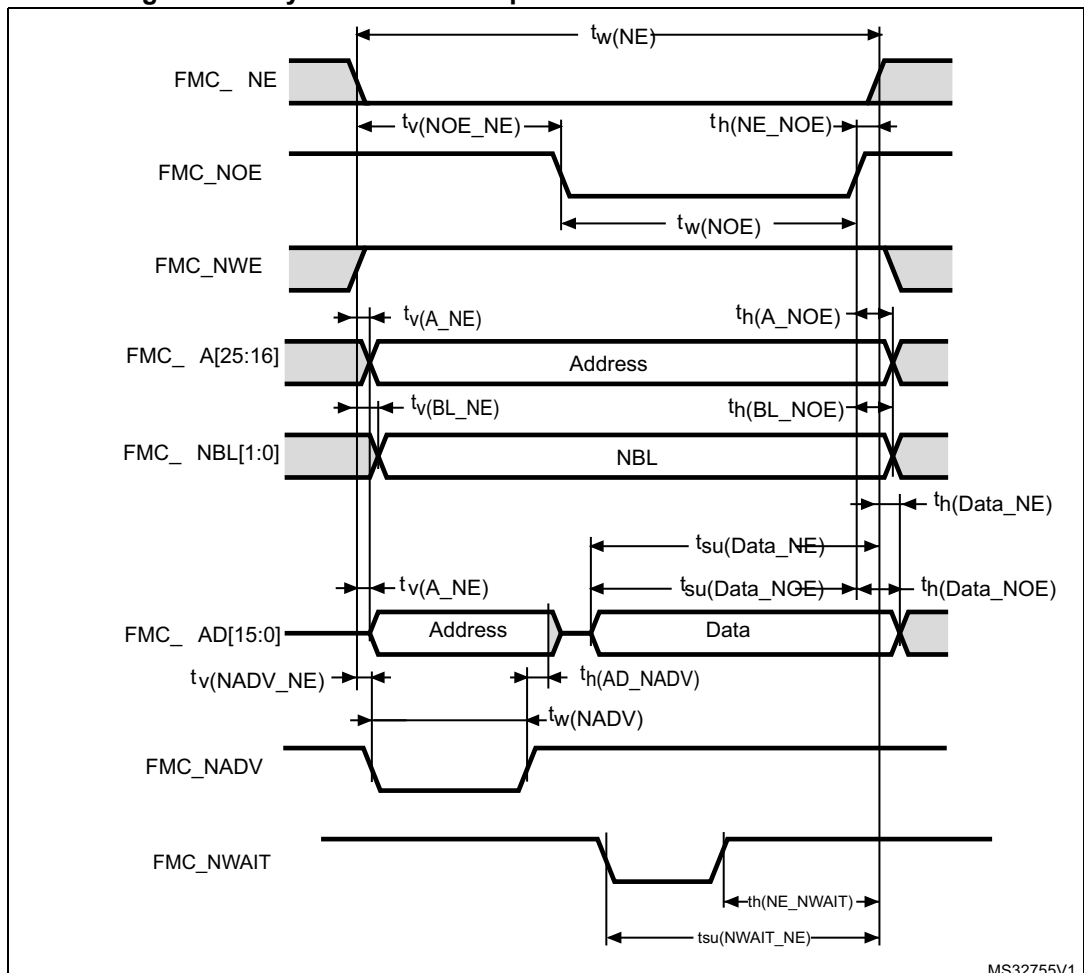 tw(NE)
FMC_ NE
tv(NOE_NE)
th(NE_NOE)
FMC_NOE
tw(NOE)
FMC_NWE
tv(A_NE)
th(A_NOE)
FMC_ A[25:16]
Address
tv(BL_NE)
th(BL_NOE)
FMC_ NBL[1:0]
NBL
th(Data_NE)
tsu(Data_NE)
tv(A_NE)
tsu(Data_NOE)
th(Data_NOE)
FMC_ AD[15:0]
Address
Data
tv(NADV_NE)
th(AD_NADV)
tw(NADV)
FMC_NADV
FMC_NWAIT
th(NE_NWAIT)
tsu(NWAIT_NE)
MS32755V1